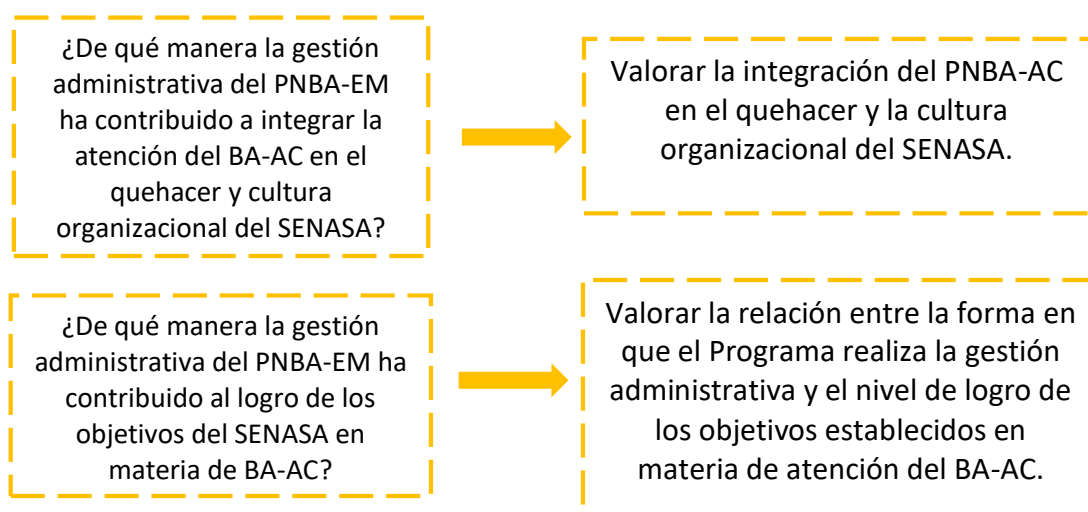 ¿De qué manera la gestión
administrativa del PNBA-EM
ha contribuido a integrar la
atención del BA-AC en el
quehacer y cultura
organizacional del SENASA?
Valorar la integración del PNBA-AC
en el quehacer y la cultura
organizacional del SENASA.
¿De qué manera la gestión
administrativa del PNBA-EM ha
contribuido al logro de los
objetivos del SENASA en
materia de BA-AC?
Valorar la relación entre la forma en
que el Programa realiza la gestión
administrativa y el nivel de logro de
los objetivos establecidos en
materia de atención del BA-AC.